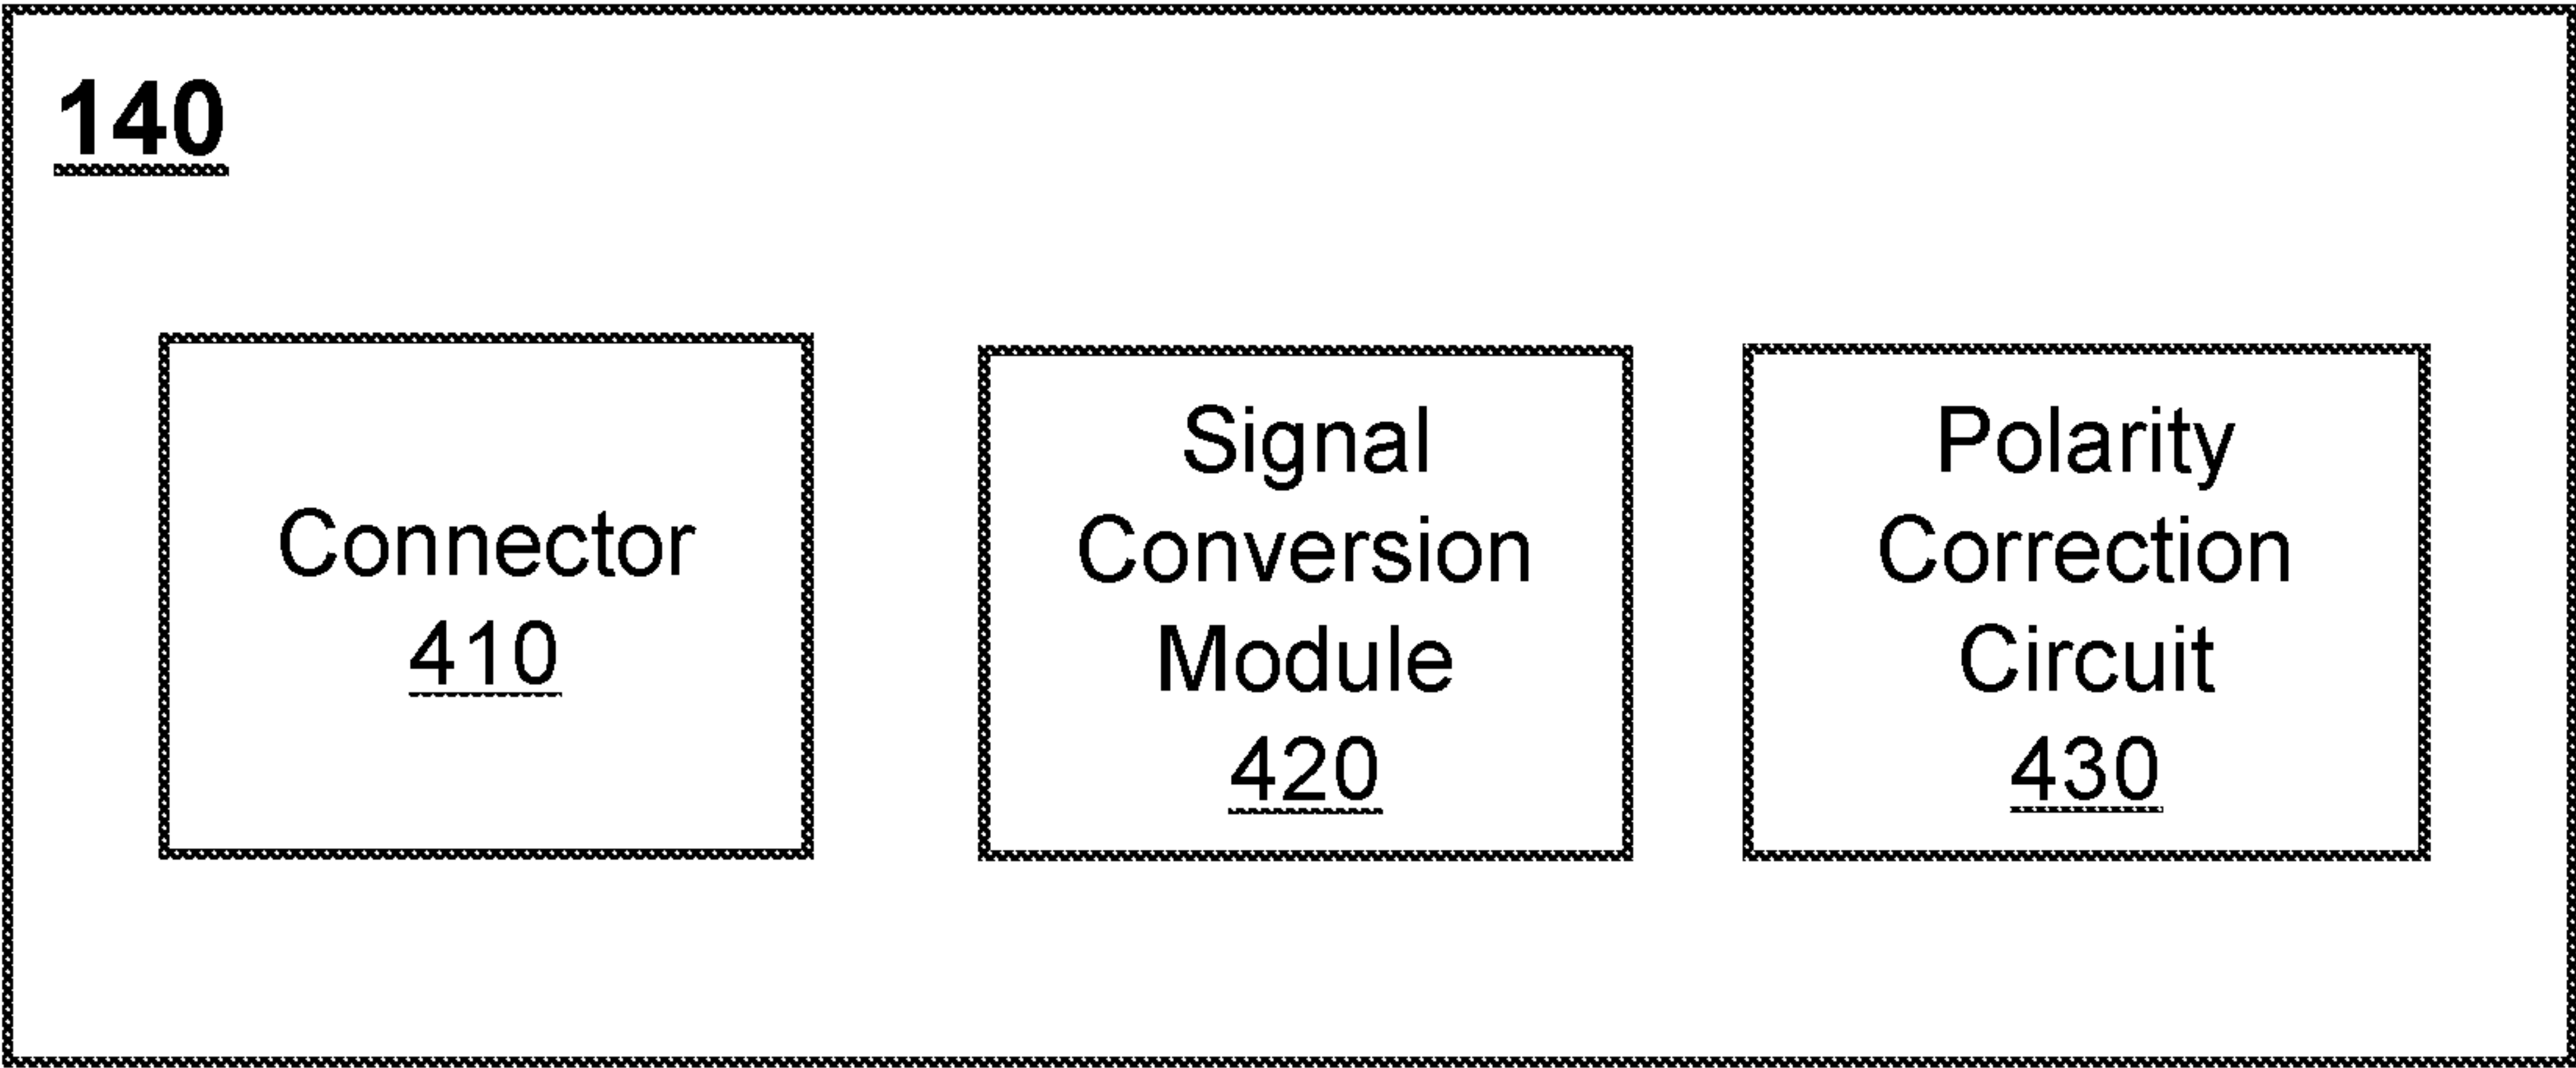 140
Connector
410
Signal
Conversion
Module
420
Polarity
Correction
Circuit
430